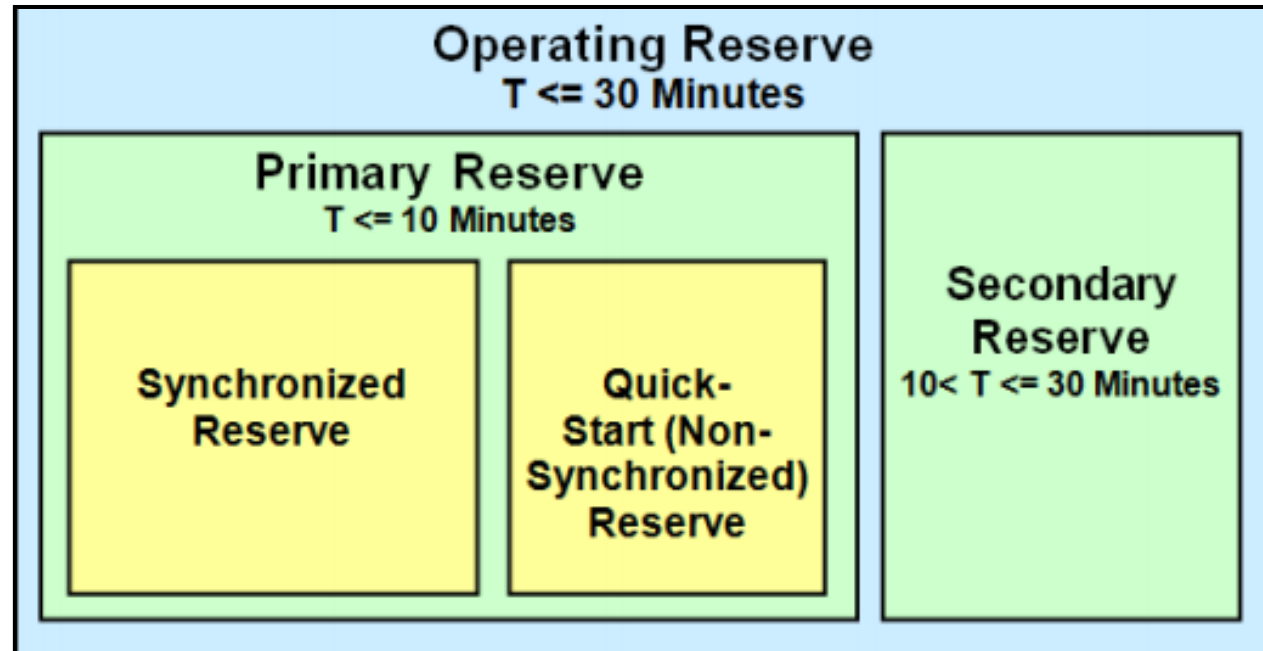 Operating Reserve
T <= 30 Minutes
Primary Reserve
T <= 10 Minutes
Synchronized
Reserve
Quick-
Start (Non-
Synchronized)
Reserve
Secondary
Reserve
10< T <= 30 Minutes